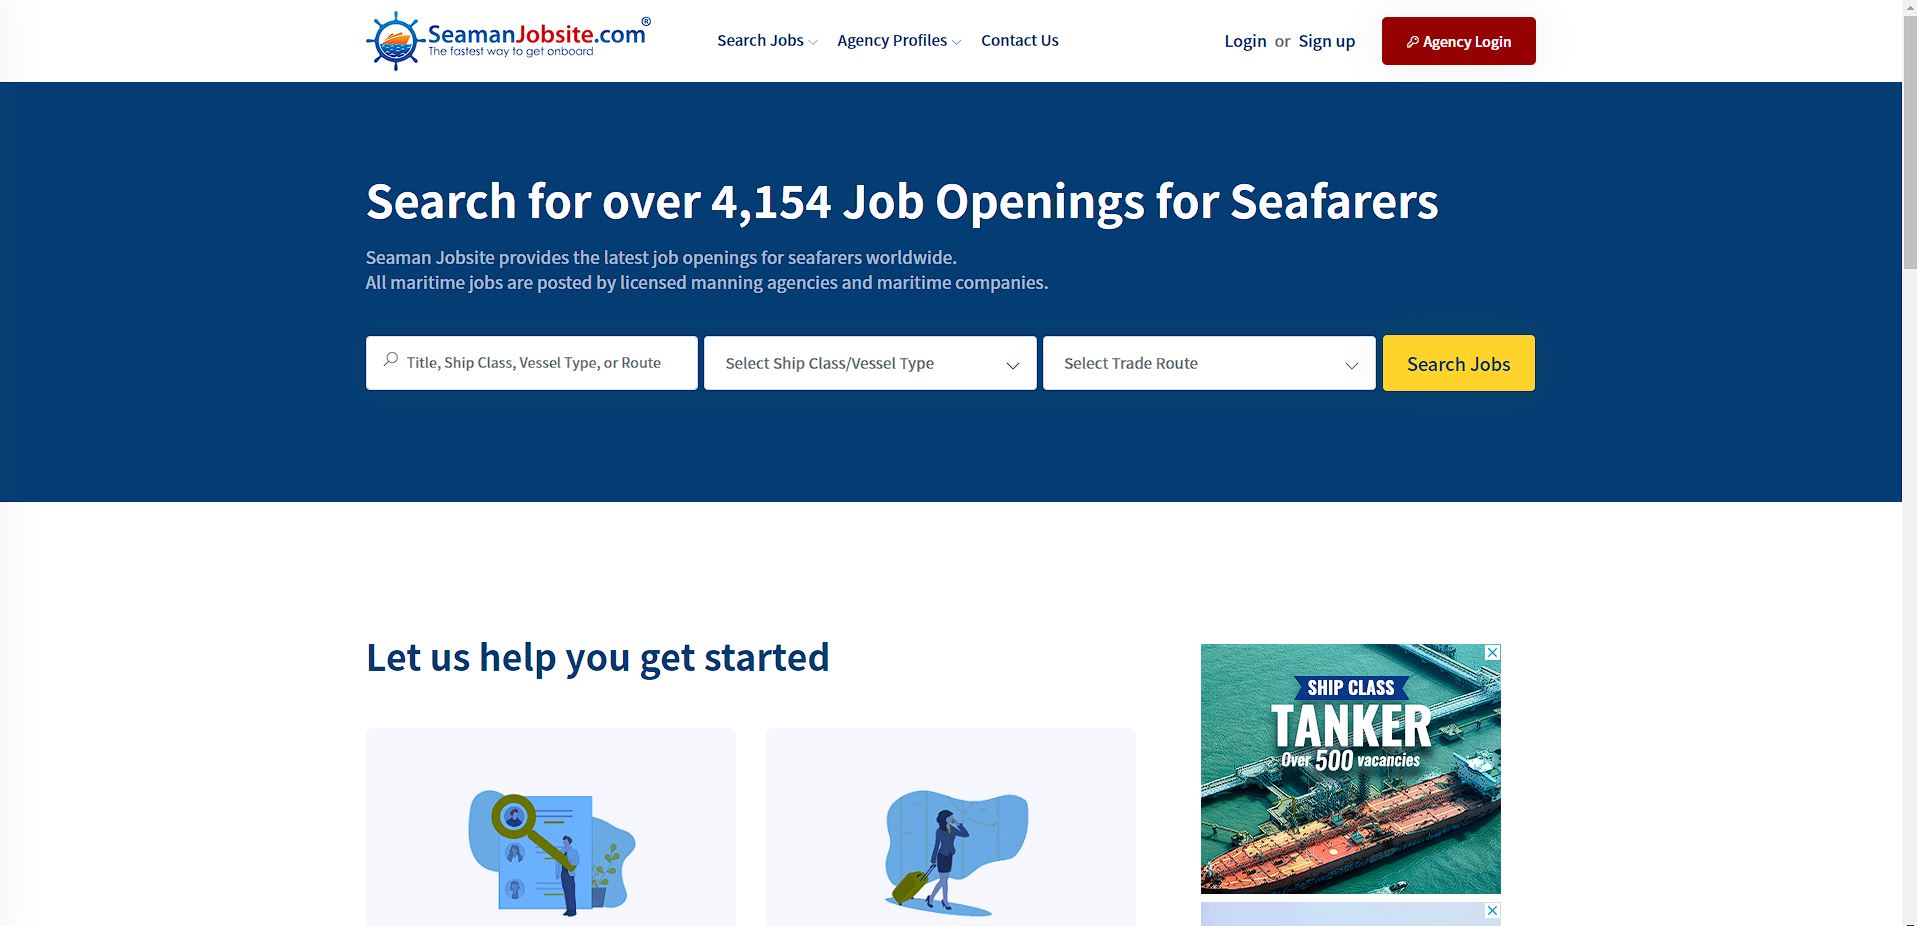 SeamanJobsite.com®
The fastest way to get onboard
Search Jobs
Agency Profiles
Contact Us
Login or Sign up
Agency Login
Search for over 4,154 Job Openings for Seafarers
Seaman Jobsite provides the latest job openings for seafarers worldwide.
All maritime jobs are posted by licensed manning agencies and maritime companies.
Title, Ship Class, Vessel Type, or Route
Select Ship Class/Vessel Type
Select Trade Route
Search Jobs
Let us help you get started
SHIP CLASS
TANKER
Over 500 vacancies